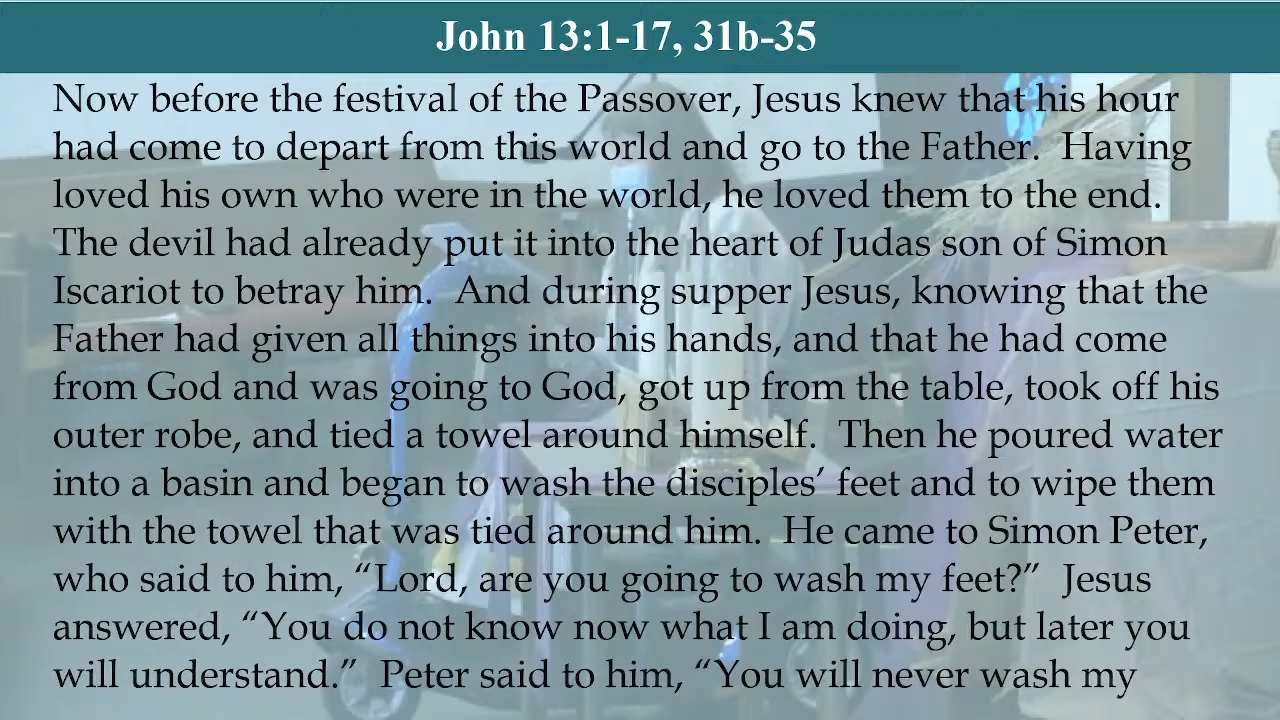 John 13:1-17, 31b-35
Now before the festival of the Passover, Jesus knew that his hour
had come to depart from this world and go to the Father.  Having
loved his own who were in the world, he loved them to the end.
The devil had already put it into the heart of Judas son of Simon
Iscariot to betray him.  And during supper Jesus, knowing that the
Father had given all things into his hands, and that he had come
from God and was going to God, got up from the table, took off his
outer robe, and tied a towel around himself.  Then he poured water
into a basin and began to wash the disciples’ feet and to wipe them
with the towel that was tied around him.  He came to Simon Peter,
who said to him, “Lord, are you going to wash my feet?”  Jesus
answered, “You do not know now what I am doing, but later you
will understand.”  Peter said to him, “You will never wash my